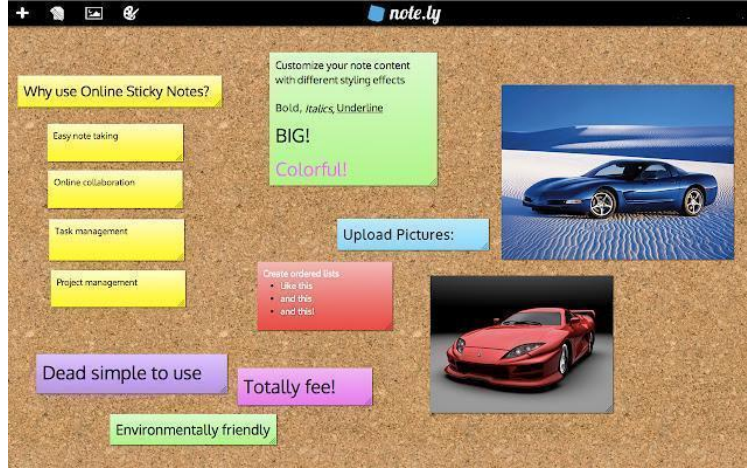 note.ly
Why use Online Sticky Notes?
Easy note taking
Online collaboration
Task management
Project management
Customize your note content
with different styling effects
Bold, Italics, Underline
BIG!
Colorful!
Upload Pictures:
Create ordered lists
• Like this
• and this
• and this!
Dead simple to use
Totally fee!
Environmentally friendly